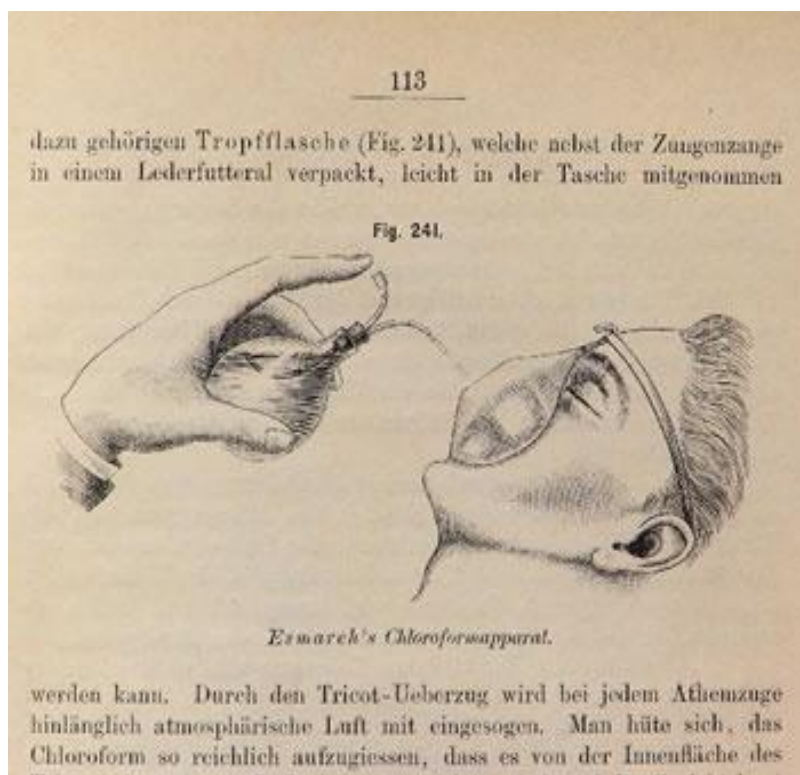 113
dazu gehörigen Tropfflasche (Fig. 241), welche nebst der Zungenzange
in einem Lederfutteral verpackt, leicht in der Tasche mitgenommen
Fig. 241.
Esmarch's Chloroformapparat.
werden kann. Durch den Tricot-Ueberzug wird bei jedem Athemzuge
hinlänglich atmosphärische Luft mit eingesogen. Man hüte sich, das
Chloroform so reichlich aufzugiessen, dass es von der Innenfläche des